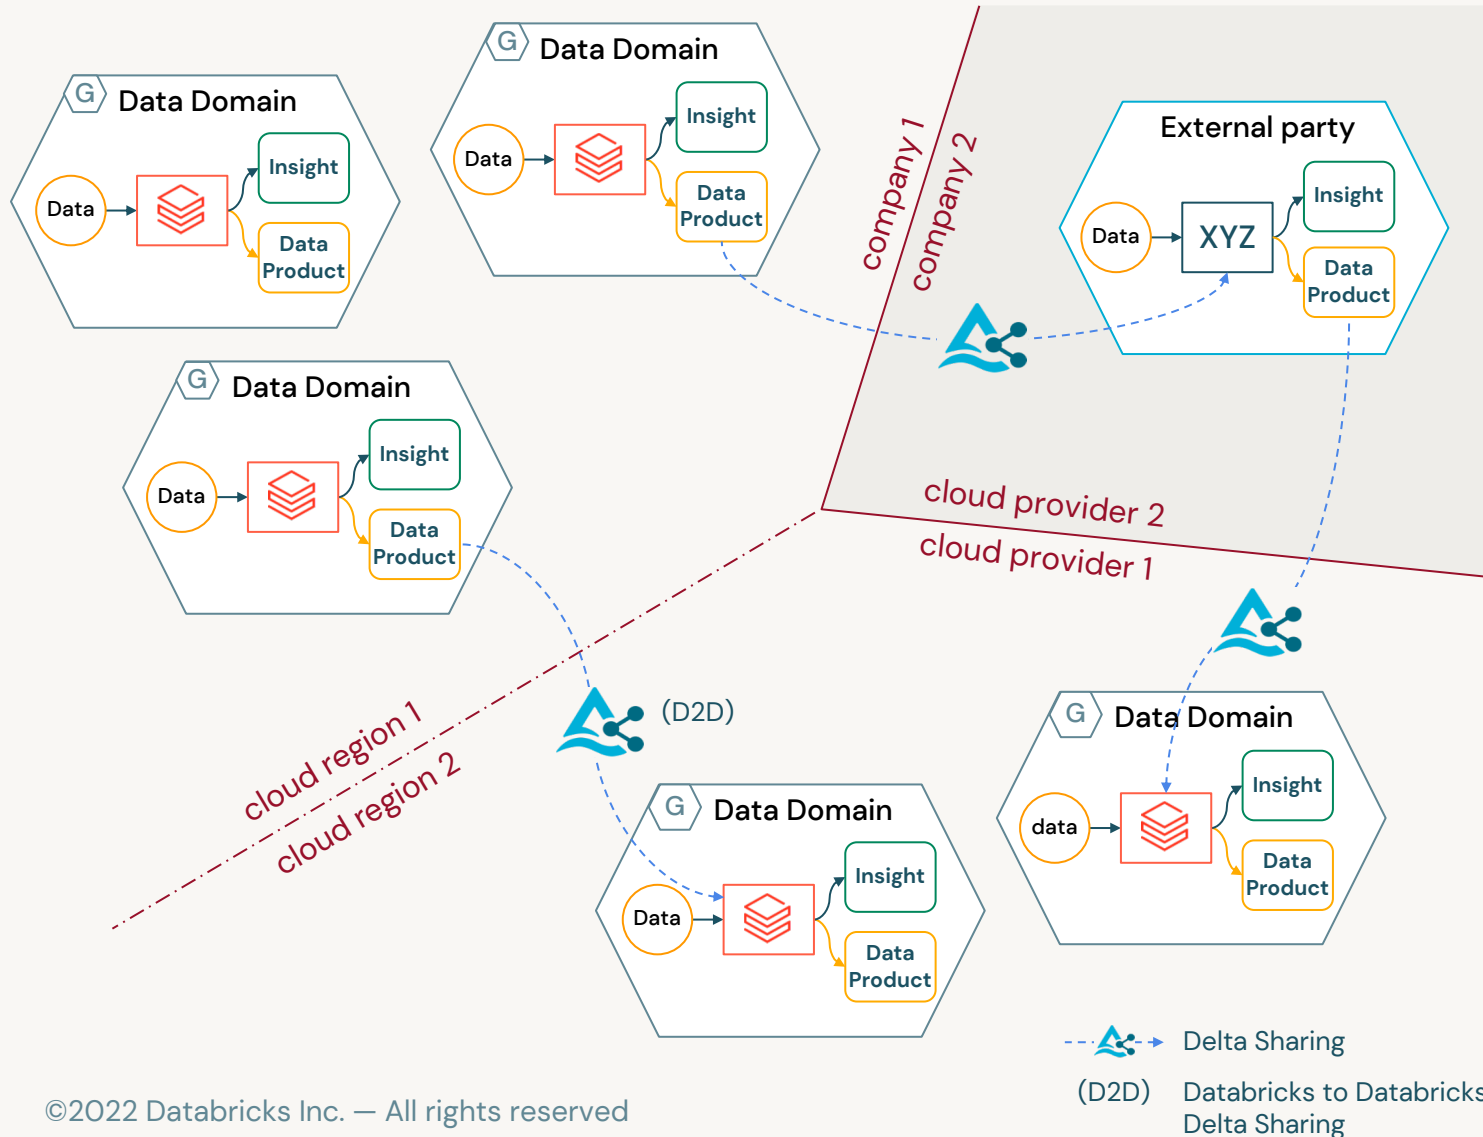 G
Data Domain
Data
Insight
Data
Product
G
Data Domain
Data
Insight
Data
Product
company 1
company 2
External party
Data
XYZ
Insight
Data
Product
G
Data Domain
Data
Insight
Data
Product
cloud provider 2
cloud provider 1
cloud region 1
cloud region 2
(D2D)
G
Data Domain
Data
Insight
Data
Product
G
Data Domain
data
Insight
Data
Product
Delta Sharing
(D2D)
Databricks to Databricks
Delta Sharing
©2022 Databricks Inc. — All rights reserved